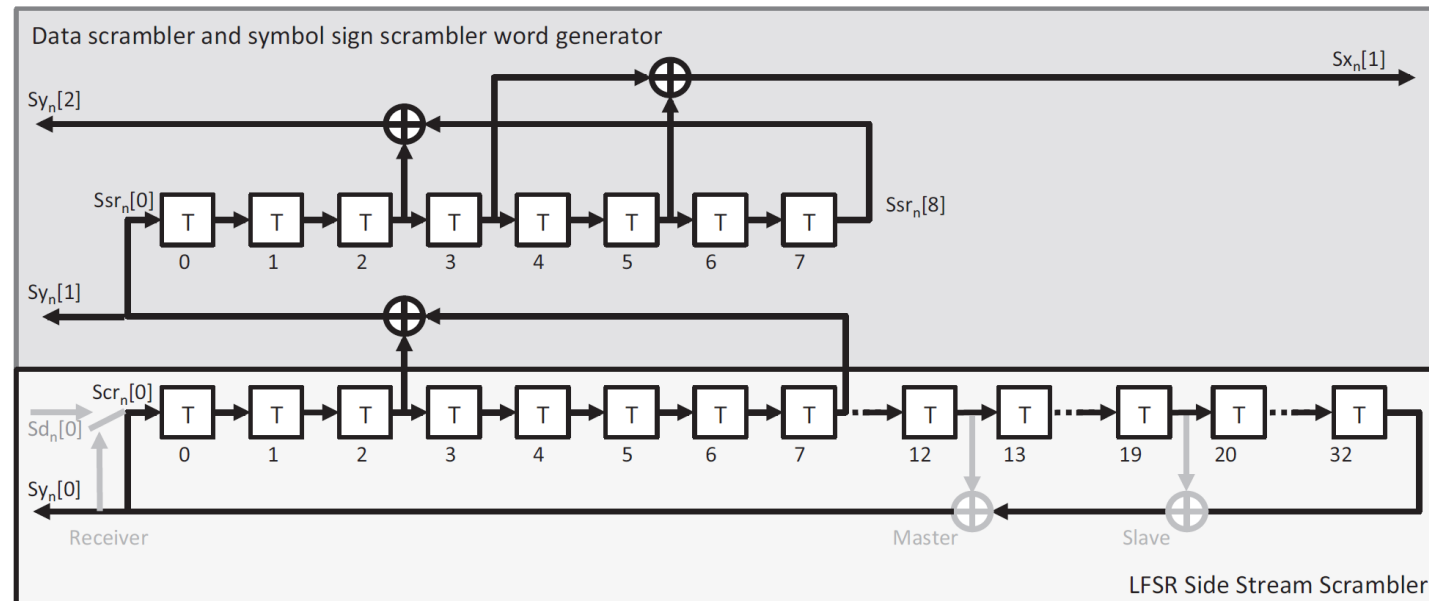 Data scrambler and symbol sign scrambler word generator
Sxₙ[1]
Syₙ[2]
Ssrₙ[0]
T T T T T T T T
Ssrₙ[8]
0 1 2 3 4 5 6 7
Syₙ[1]
Scrₙ[0]
Sdₙ[0]
T T T T T T T T T T T T T
0 1 2 3 4 5 6 7 12 13 19 20 32
Syₙ[0]
Receiver Master Slave
LFSR Side Stream Scrambler